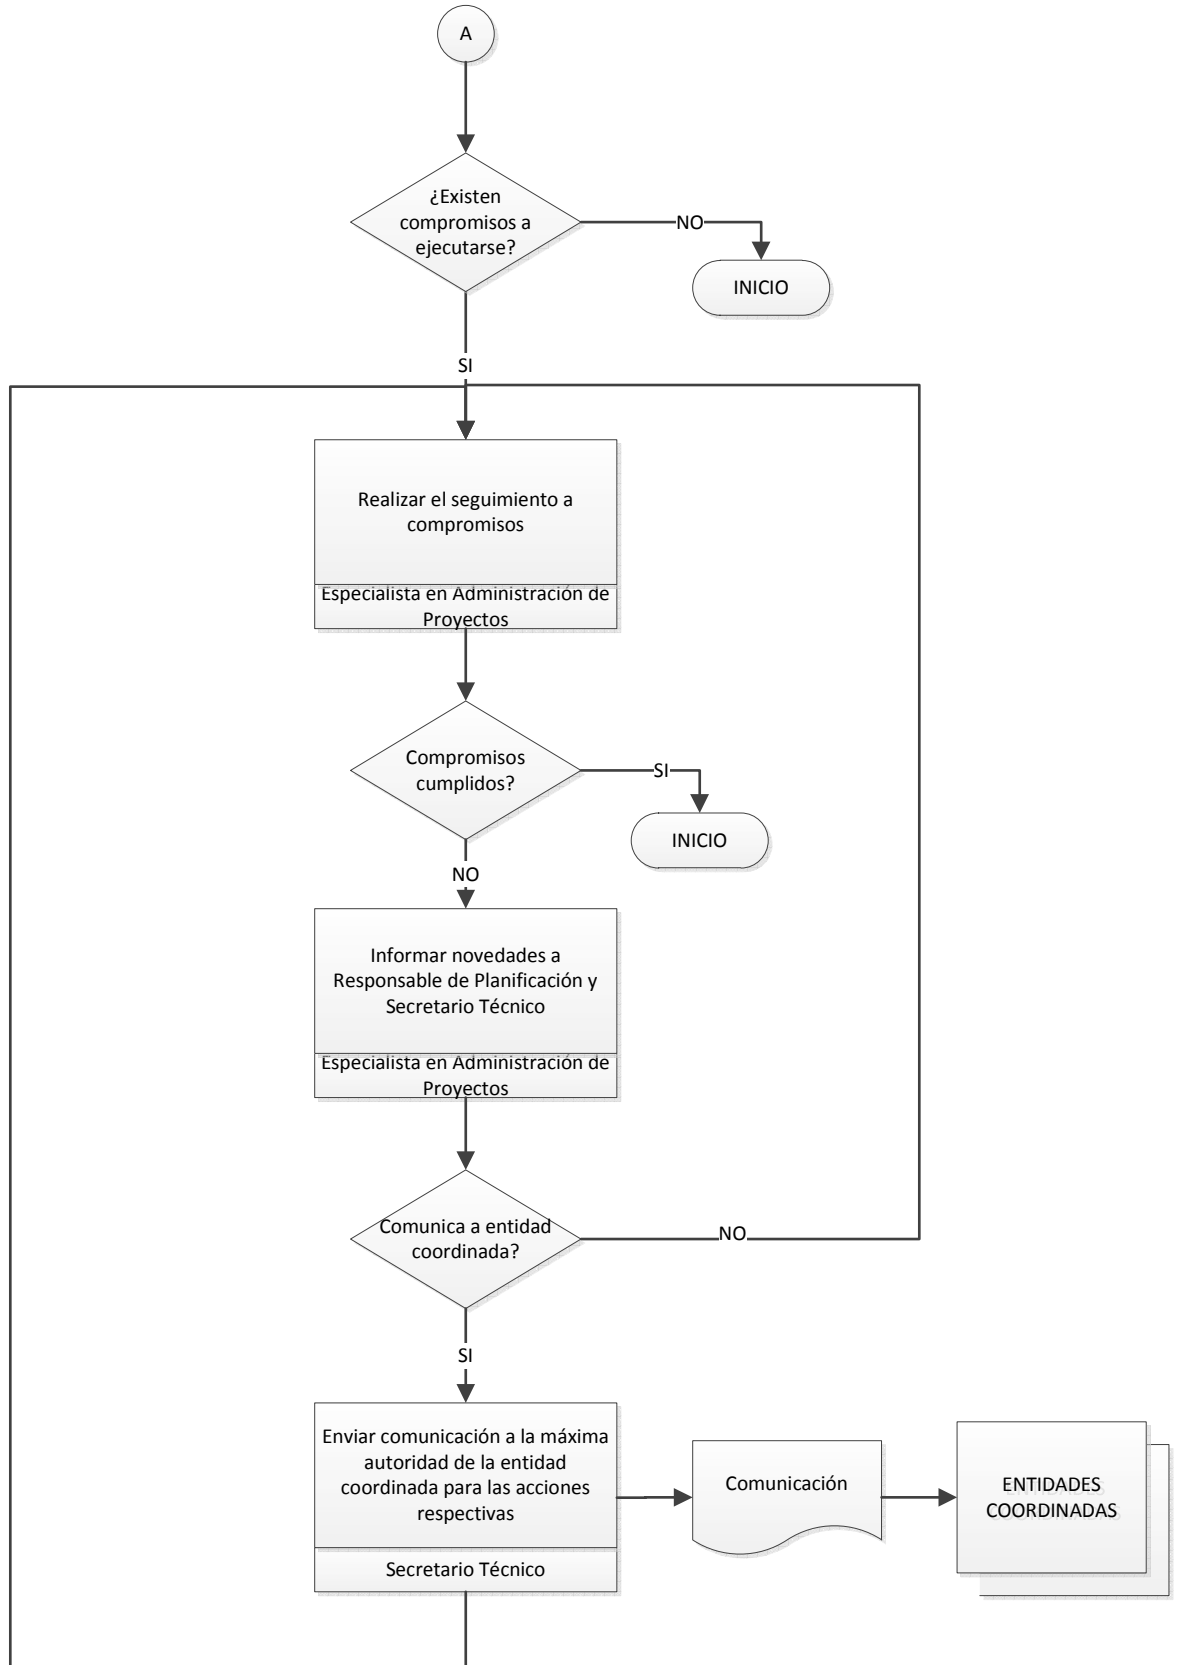 A
¿Existen
compromisos a
ejecutarse?
NO
INICIO
SI
Realizar el seguimiento a
compromisos
Especialista en Administración de
Proyectos
Compromisos
cumplidos?
SI
INICIO
NO
Informar novedades a
Responsable de Planificación y
Secretario Técnico
Especialista en Administración de
Proyectos
Comunica a entidad
coordinada?
NO
SI
Enviar comunicación a la máxima
autoridad de la entidad
coordinada para las acciones
respectivas
Secretario Técnico
Comunicación
ENTIDADES
COORDINADAS